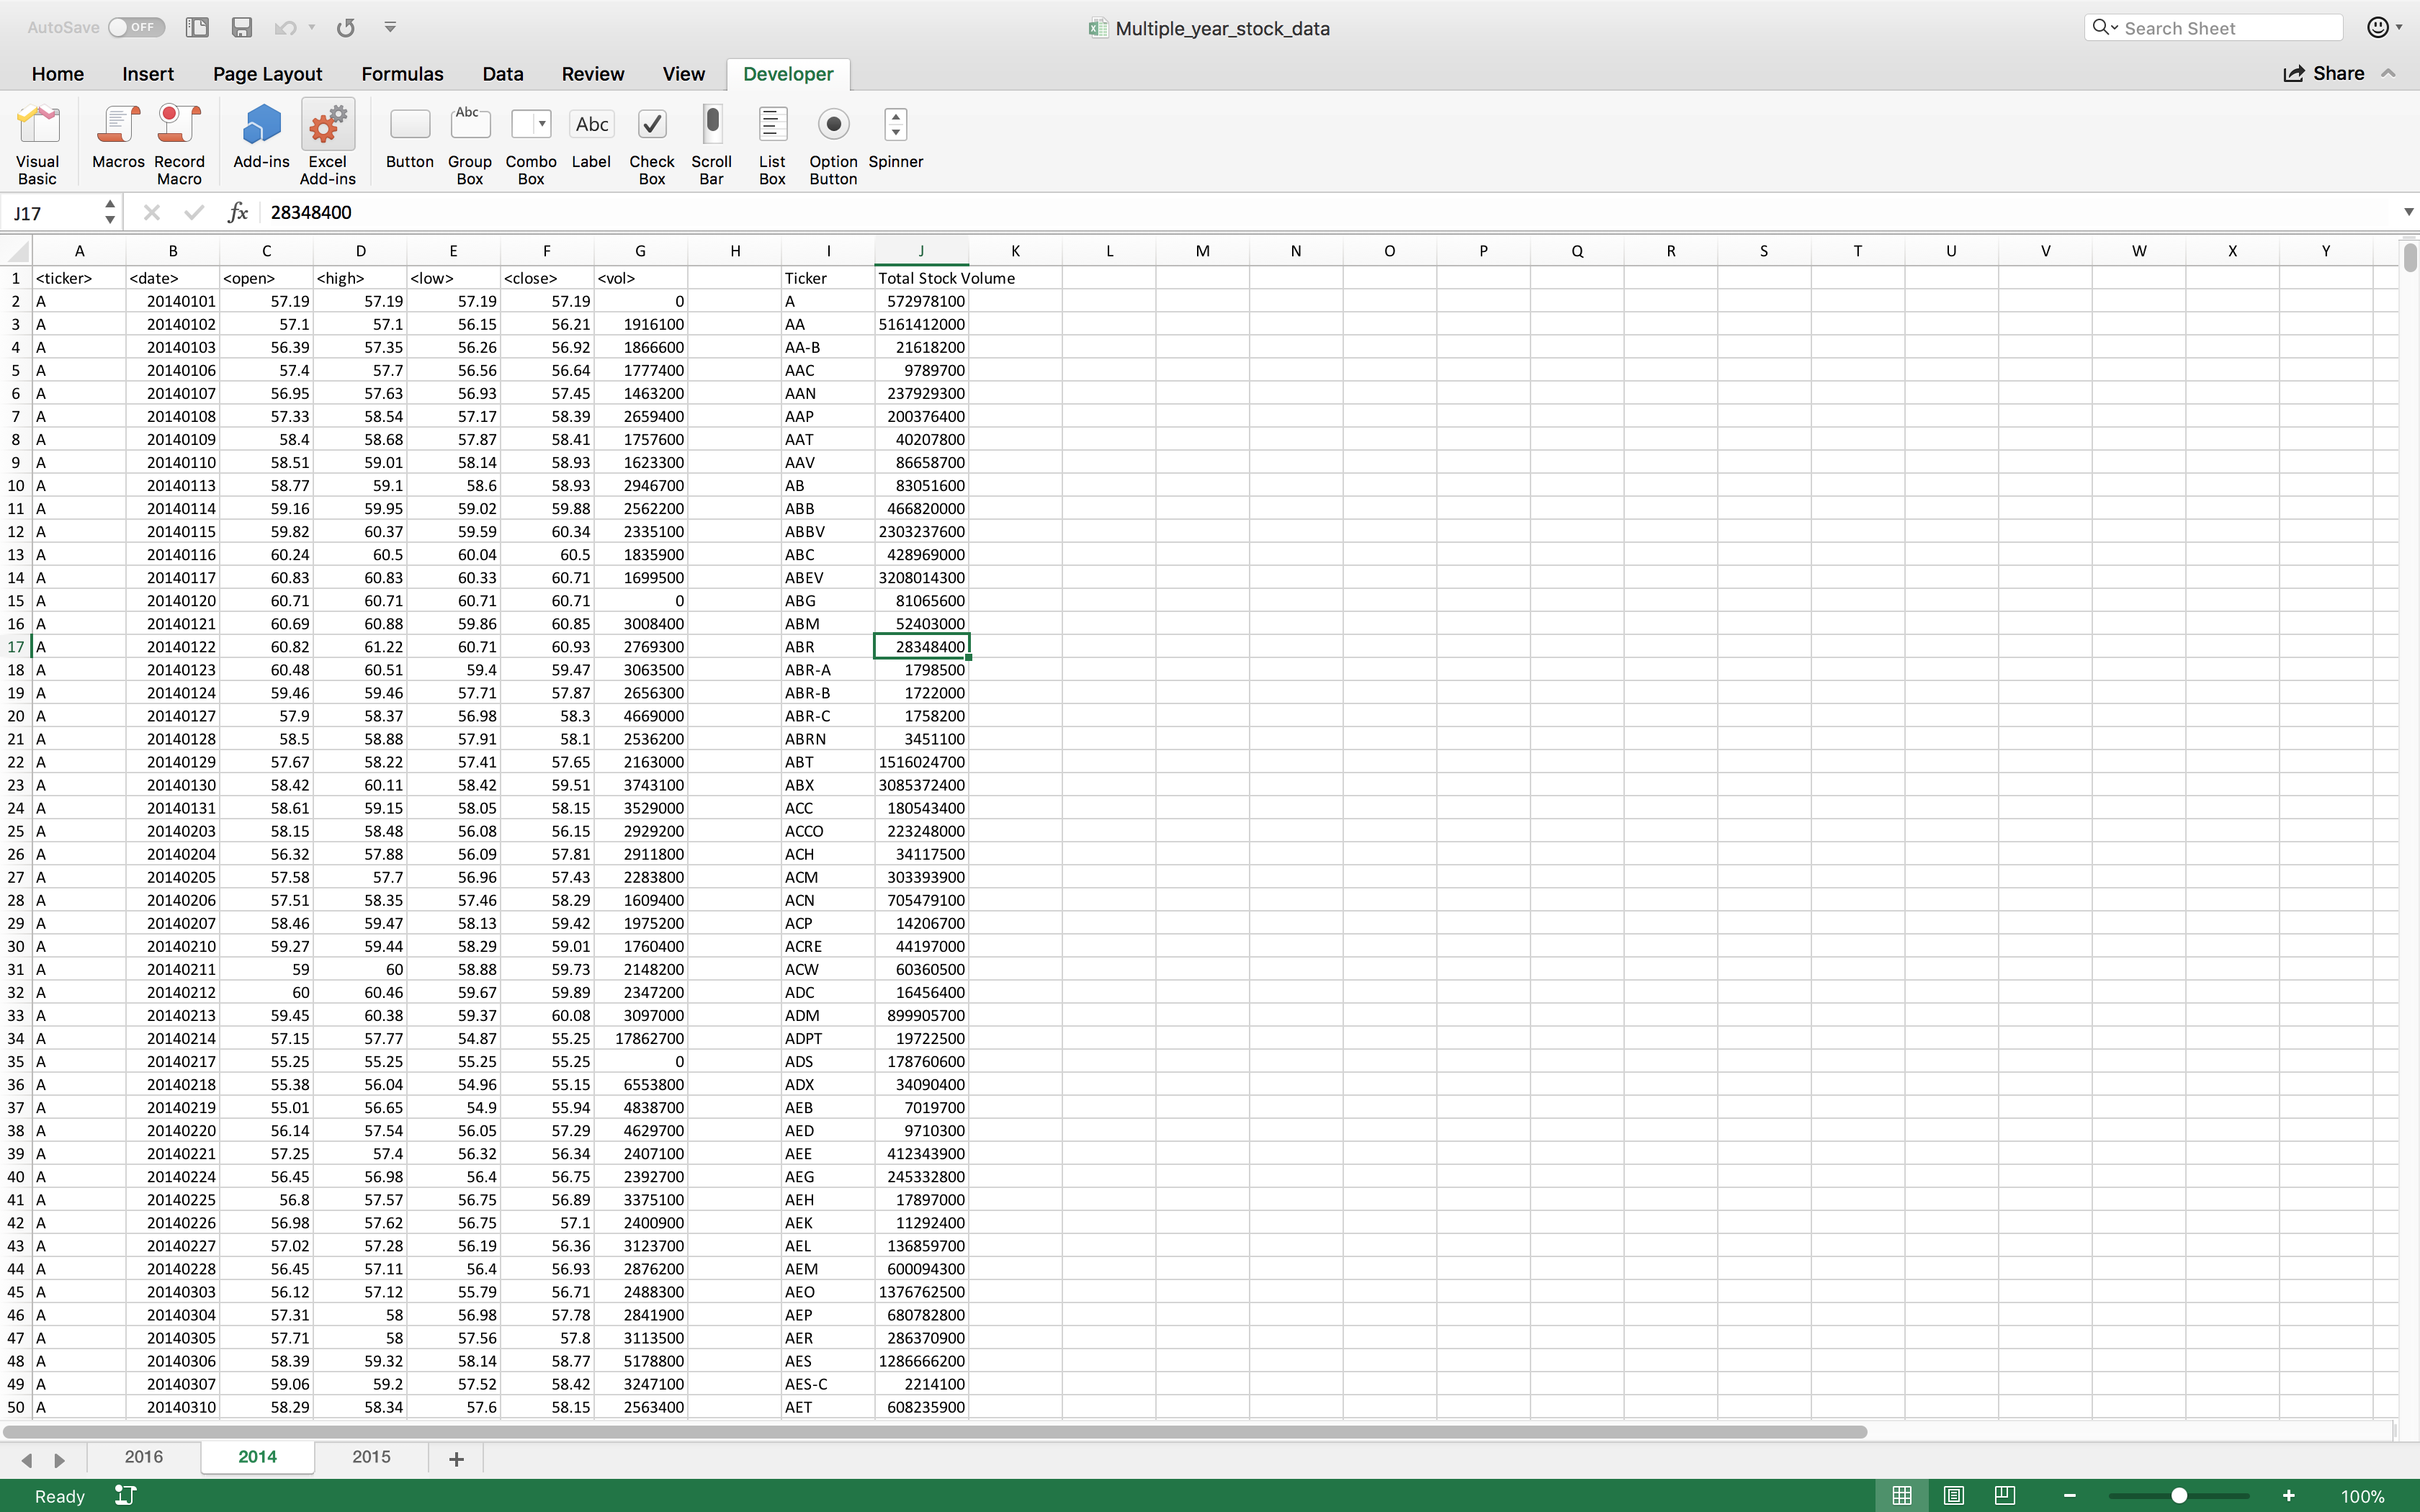 AutoSave OFF Multiple_year_stock_data Search Sheet
Home Insert Page Layout Formulas Data Review View Developer Share
Visual Basic Macros Record Macro Add-ins Excel Add-ins Button Abc Group Box Combo Box Abc Label Check Box Scroll Bar List Box Option Button Spinner
J17 fx 28348400
A B C D E F G H I J K L M N O P Q R S T U V W X Y
1 <ticker> <date> <open> <high> <low> <close> <vol> Ticker Total Stock Volume
2 A 20140101 57.19 57.19 57.19 57.19 0 A 572978100
3 A 20140102 57.1 57.1 56.15 56.21 1916100 AA 5161412000
4 A 20140103 56.39 57.35 56.26 56.92 1866600 AA-B 21618200
5 A 20140106 57.4 57.7 56.56 56.64 1777400 AAC 9789700
6 A 20140107 56.95 57.63 56.93 57.45 1463200 AAN 237929300
7 A 20140108 57.33 58.54 57.17 58.39 2659400 AAP 200376400
8 A 20140109 58.4 58.68 57.87 58.41 1757600 AAT 40207800
9 A 20140110 58.51 59.01 58.14 58.93 1623300 AAV 86658700
10 A 20140113 58.77 59.1 58.6 58.93 2946700 AB 83051600
11 A 20140114 59.16 59.95 59.02 59.88 2562200 ABB 466820000
12 A 20140115 59.82 60.37 59.59 60.34 2335100 ABBV 2303237600
13 A 20140116 60.24 60.5 60.04 60.5 1835900 ABC 428969000
14 A 20140117 60.83 60.83 60.33 60.71 1699500 ABEV 3208014300
15 A 20140120 60.71 60.71 60.71 60.71 0 ABG 81065600
16 A 20140121 60.69 60.88 59.86 60.85 3008400 ABM 52403000
17 A 20140122 60.82 61.22 60.71 60.93 2769300 ABR 28348400
18 A 20140123 60.48 60.51 59.4 59.47 3063500 ABR-A 1798500
19 A 20140124 59.46 59.46 57.71 57.87 2656300 ABR-B 1722000
20 A 20140127 57.9 58.37 56.98 58.3 4669000 ABR-C 1758200
21 A 20140128 58.5 58.88 57.91 58.1 2536200 ABRN 3451100
22 A 20140129 57.67 58.22 57.41 57.65 2163000 ABT 1516024700
23 A 20140130 58.42 60.11 58.42 59.51 3743100 ABX 3085372400
24 A 20140131 58.61 59.15 58.05 58.15 3529000 ACC 180543400
25 A 20140203 58.15 58.48 56.08 56.15 2929200 ACCO 223248000
26 A 20140204 56.32 57.88 56.09 57.81 2911800 ACH 34117500
27 A 20140205 57.58 57.7 56.96 57.43 2283800 ACM 303393900
28 A 20140206 57.51 58.35 57.46 58.29 1609400 ACN 705479100
29 A 20140207 58.46 59.47 58.13 59.42 1975200 ACP 14206700
30 A 20140210 59.27 59.44 58.29 59.01 1760400 ACRE 44197000
31 A 20140211 59 60 58.88 59.73 2148200 ACW 60360500
32 A 20140212 60 60.46 59.67 59.89 2347200 ADC 16456400
33 A 20140213 59.45 60.38 59.37 60.08 3097000 ADM 899905700
34 A 20140214 57.15 57.77 54.87 55.25 17862700 ADPT 19722500
35 A 20140217 55.25 55.25 55.25 55.25 0 ADS 178760600
36 A 20140218 55.38 56.04 54.96 55.15 6553800 ADX 34090400
37 A 20140219 55.01 56.65 54.9 55.94 4838700 AEB 7019700
38 A 20140220 56.14 57.54 56.05 57.29 4629700 AED 9710300
39 A 20140221 57.25 57.4 56.32 56.34 2407100 AEE 412343900
40 A 20140224 56.45 56.98 56.4 56.75 2392700 AEG 245332800
41 A 20140225 56.8 57.57 56.75 56.89 3375100 AEH 17897000
42 A 20140226 56.98 57.62 56.75 57.1 2400900 AEK 11292400
43 A 20140227 57.02 57.28 56.19 56.36 3123700 AEL 136859700
44 A 20140228 56.45 57.11 56.4 56.93 2876200 AEM 600094300
45 A 20140303 56.12 57.12 55.79 56.71 2488300 AEO 1376762500
46 A 20140304 57.31 58 56.98 57.78 2841900 AEP 680782800
47 A 20140305 57.71 58 57.56 57.8 3113500 AER 286370900
48 A 20140306 58.39 59.32 58.14 58.77 5178800 AES 1286666200
49 A 20140307 59.06 59.2 57.52 58.42 3247100 AES-C 2214100
50 A 20140310 58.29 58.34 57.6 58.15 2563400 AET 608235900
2016 2014 2015 +
Ready 100%